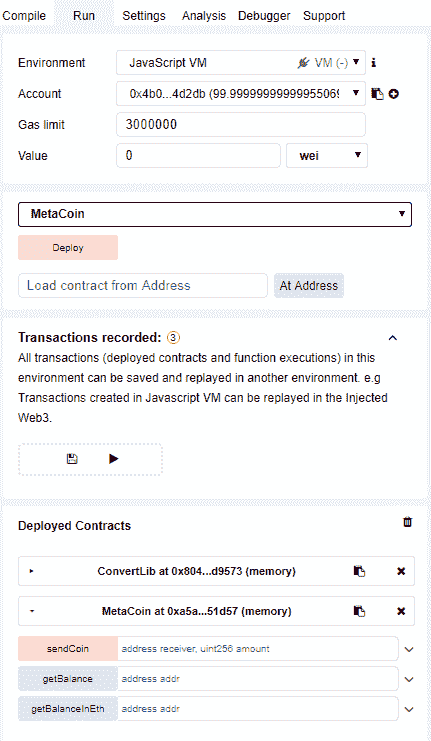 Compile Run Settings Analysis Debugger Support
Environment JavaScript VM VM (-) i
Account 0x4b0...4d2db (99.99999999999955069
Gas limit 3000000
Value 0 wei
MetaCoin
Deploy
Load contract from Address At Address
Transactions recorded: 3
All transactions (deployed contracts and function executions) in this
environment can be saved and replayed in another environment. e.g
Transactions created in Javascript VM can be replayed in the Injected
Web3.
Deployed Contracts
ConvertLib at 0x804...d9573 (memory)
MetaCoin at 0xa5a...51d57 (memory)
sendCoin address receiver, uint256 amount
getBalance address addr
getBalanceInEth address addr